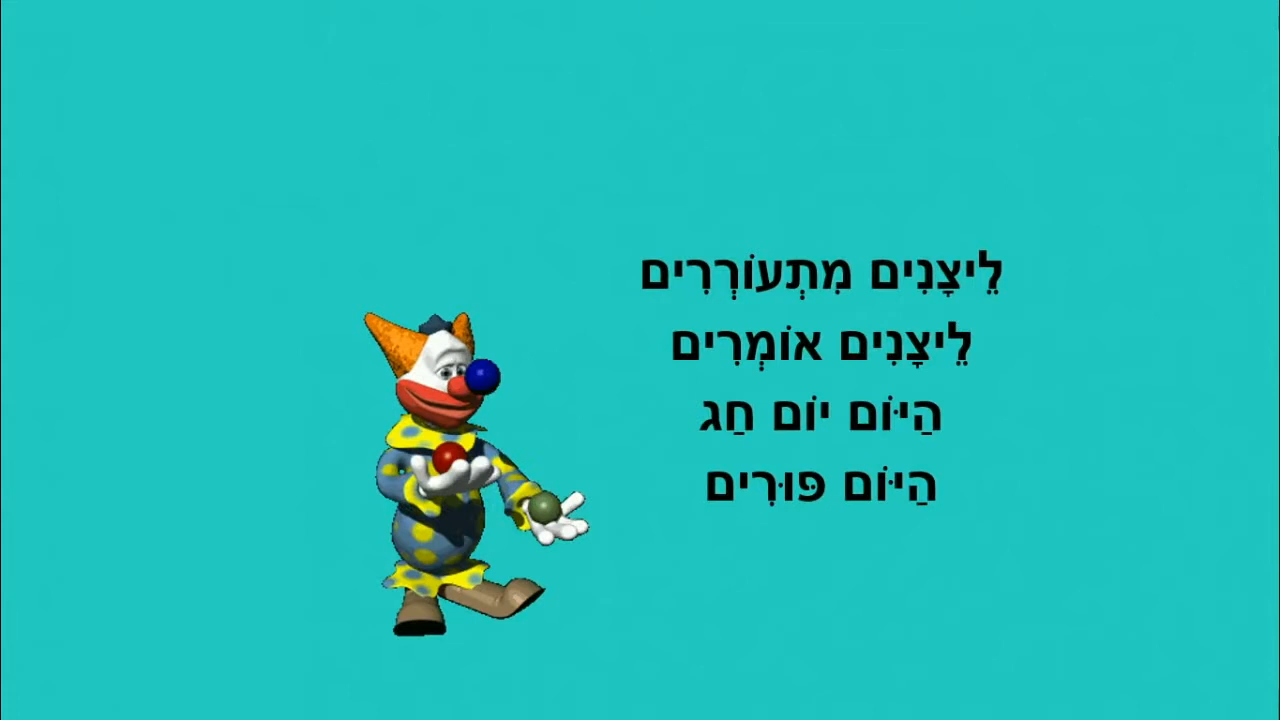 לֵיצָנִים מִתְעוֹרְרִים
לֵיצָנִים אוֹמְרִים
הַיּוֹם יוֹם חַג
הַיּוֹם פּוּרִים